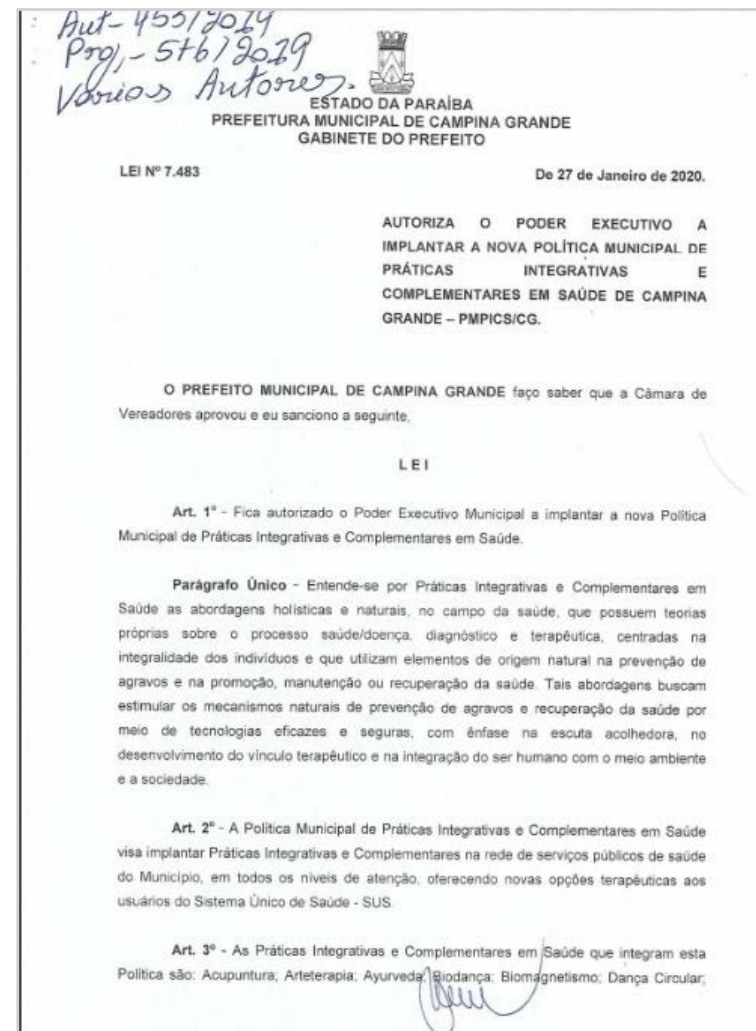 Aut- 455/2019
Proj,- 576/2019
Vários Autores.
ESTADO DA PARAÍBA
PREFEITURA MUNICIPAL DE CAMPINA GRANDE
GABINETE DO PREFEITO
LEI Nº 7.483
De 27 de Janeiro de 2020.
AUTORIZA O PODER EXECUTIVO A
IMPLANTAR A NOVA POLÍTICA MUNICIPAL DE
PRÁTICAS INTEGRATIVAS E
COMPLEMENTARES EM SAÚDE DE CAMPINA
GRANDE – PMPICS/CG.
O PREFEITO MUNICIPAL DE CAMPINA GRANDE faço saber que a Câmara de
Vereadores aprovou e eu sanciono a seguinte,
L E I
Art. 1º - Fica autorizado o Poder Executivo Municipal a implantar a nova Política
Municipal de Práticas Integrativas e Complementares em Saúde.
Parágrafo Único - Entende-se por Práticas Integrativas e Complementares em
Saúde as abordagens holísticas e naturais, no campo da saúde, que possuem teorias
próprias sobre o processo saúde/doença, diagnóstico e terapêutica, centradas na
integralidade dos indivíduos e que utilizam elementos de origem natural na prevenção de
agravos e na promoção, manutenção ou recuperação da saúde. Tais abordagens buscam
estimular os mecanismos naturais de prevenção de agravos e recuperação da saúde por
meio de tecnologias eficazes e seguras, com ênfase na escuta acolhedora, no
desenvolvimento do vínculo terapêutico e na integração do ser humano com o meio ambiente
e a sociedade.
Art. 2º - A Política Municipal de Práticas Integrativas e Complementares em Saúde
visa implantar Práticas Integrativas e Complementares na rede de serviços públicos de saúde
do Município, em todos os níveis de atenção, oferecendo novas opções terapêuticas aos
usuários do Sistema Único de Saúde - SUS.
Art. 3º - As Práticas Integrativas e Complementares em Saúde que integram esta
Política são: Acupuntura; Arteterapia; Ayurveda; Biodança; Biomagnetismo; Dança Circular;